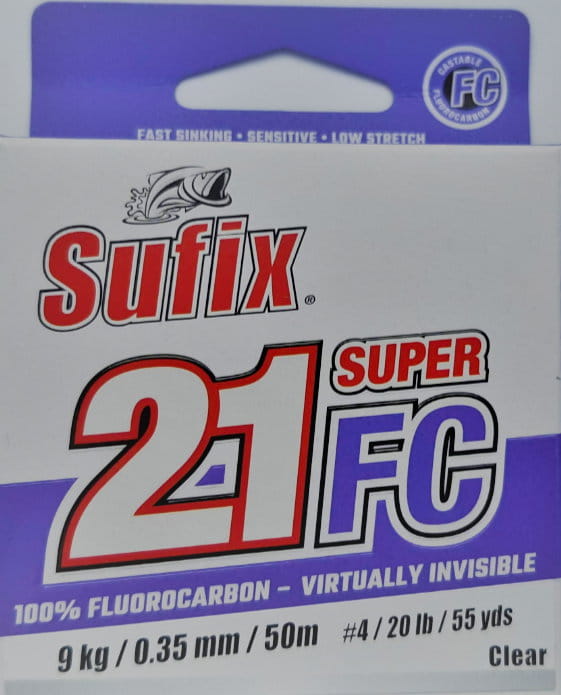 CASTABLE
FC
FLUOROCARBON
FAST SINKING • SENSITIVE • LOW STRETCH
Sufix®
SUPER
21 FC
100% FLUOROCARBON – VIRTUALLY INVISIBLE
9 kg / 0.35 mm / 50m #4 / 20 lb / 55 yds
Clear